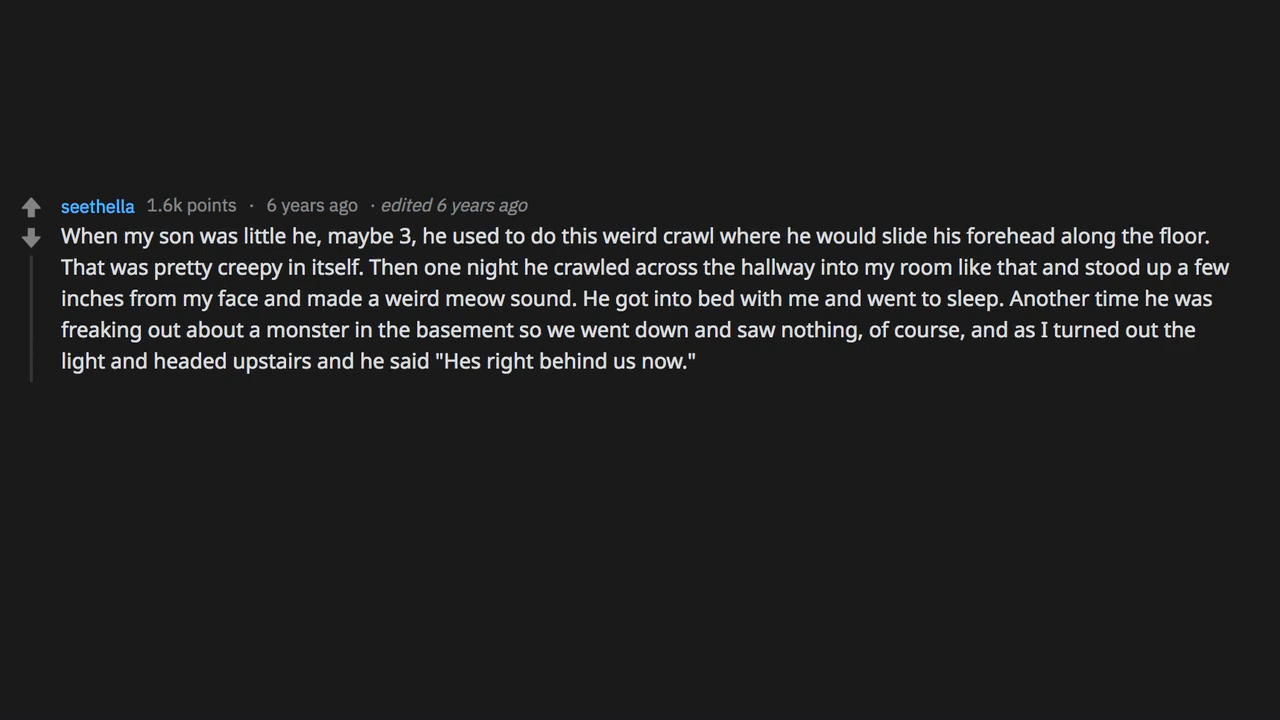 seethella 1.6k points · 6 years ago · edited 6 years ago
When my son was little he, maybe 3, he used to do this weird crawl where he would slide his forehead along the floor.
That was pretty creepy in itself. Then one night he crawled across the hallway into my room like that and stood up a few
inches from my face and made a weird meow sound. He got into bed with me and went to sleep. Another time he was
freaking out about a monster in the basement so we went down and saw nothing, of course, and as I turned out the
light and headed upstairs and he said "Hes right behind us now."